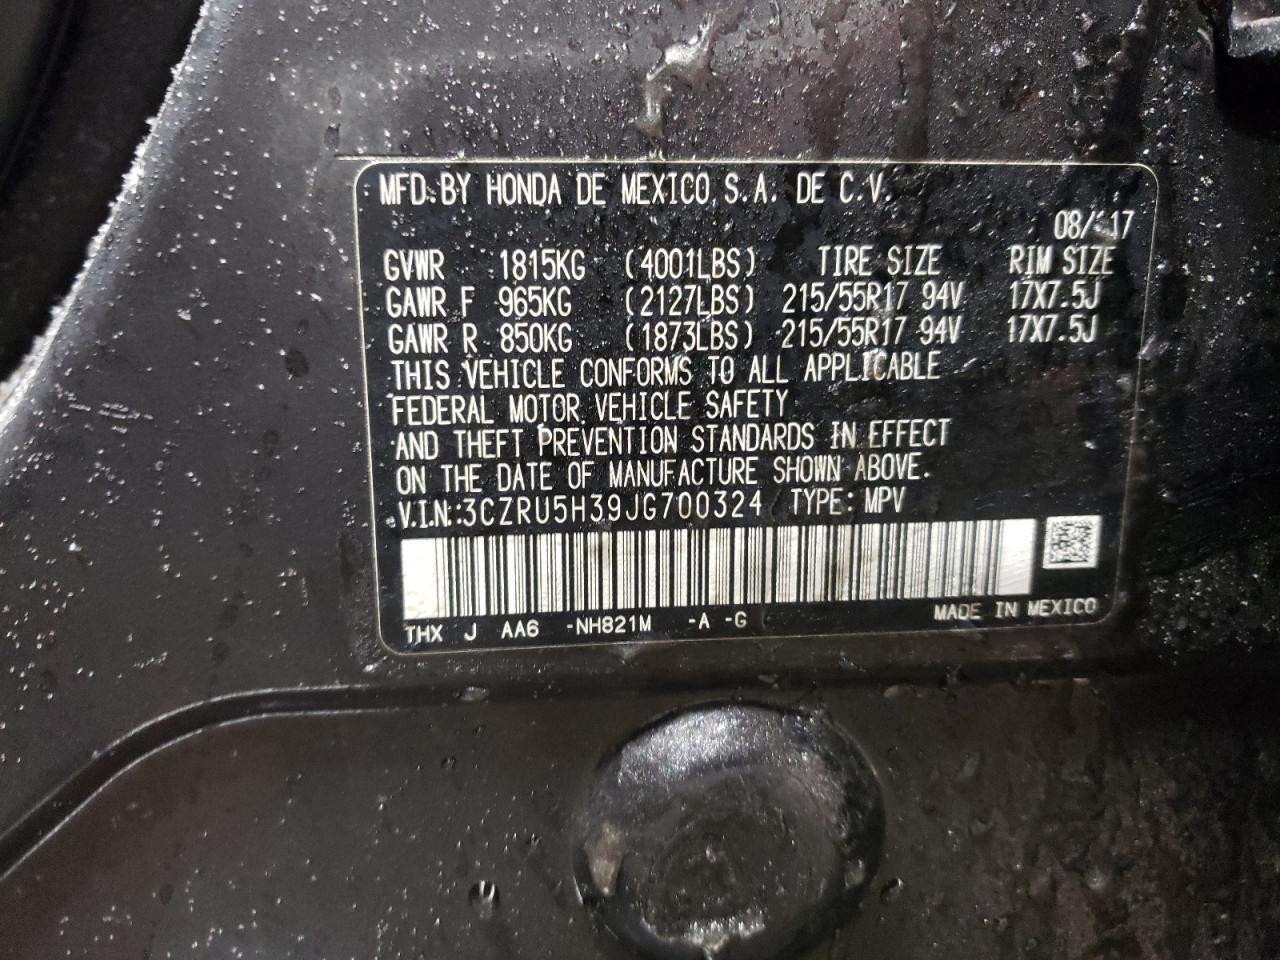 MFD. BY HONDA DE MEXICO, S.A. DE C.V.
08/17
GVWR 1815KG (4001LBS) TIRE SIZE RIM SIZE
GAWR F 965KG (2127LBS) 215/55R17 94V 17X7.5J
GAWR R 850KG (1873LBS) 215/55R17 94V 17X7.5J
THIS VEHICLE CONFORMS TO ALL APPLICABLE
FEDERAL MOTOR VEHICLE SAFETY
AND THEFT PREVENTION STANDARDS IN EFFECT
ON THE DATE OF MANUFACTURE SHOWN ABOVE.
V.I.N.:3CZRU5H39JG700324 TYPE: MPV
THX J AA6 -NH821M -A -G MADE IN MEXICO